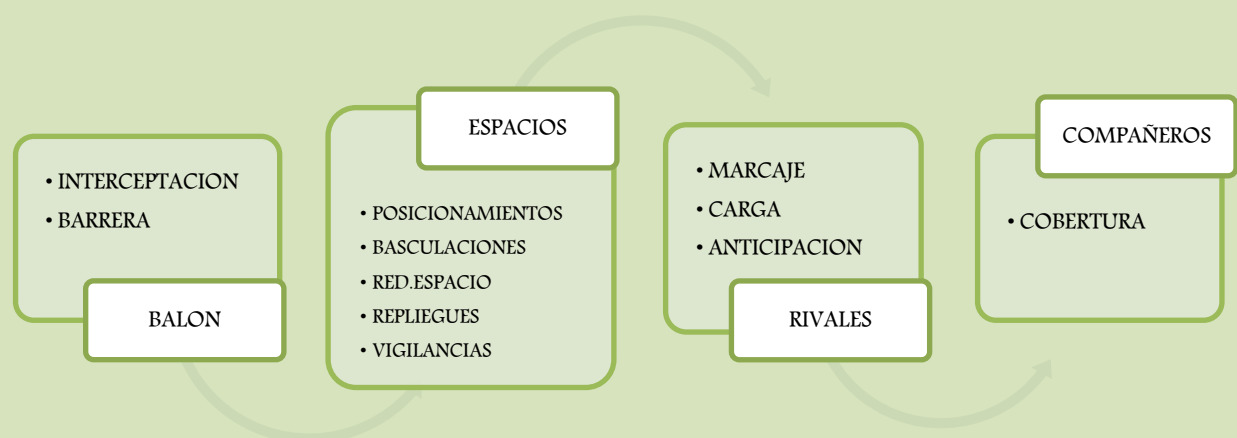 • INTERCEPTACION
• BARRERA
BALON
ESPACIOS
• POSICIONAMIENTOS
• BASCULACIONES
• RED.ESPACIO
• REPLIEGUES
• VIGILANCIAS
• MARCAJE
• CARGA
• ANTICIPACION
RIVALES
COMPAÑEROS
• COBERTURA